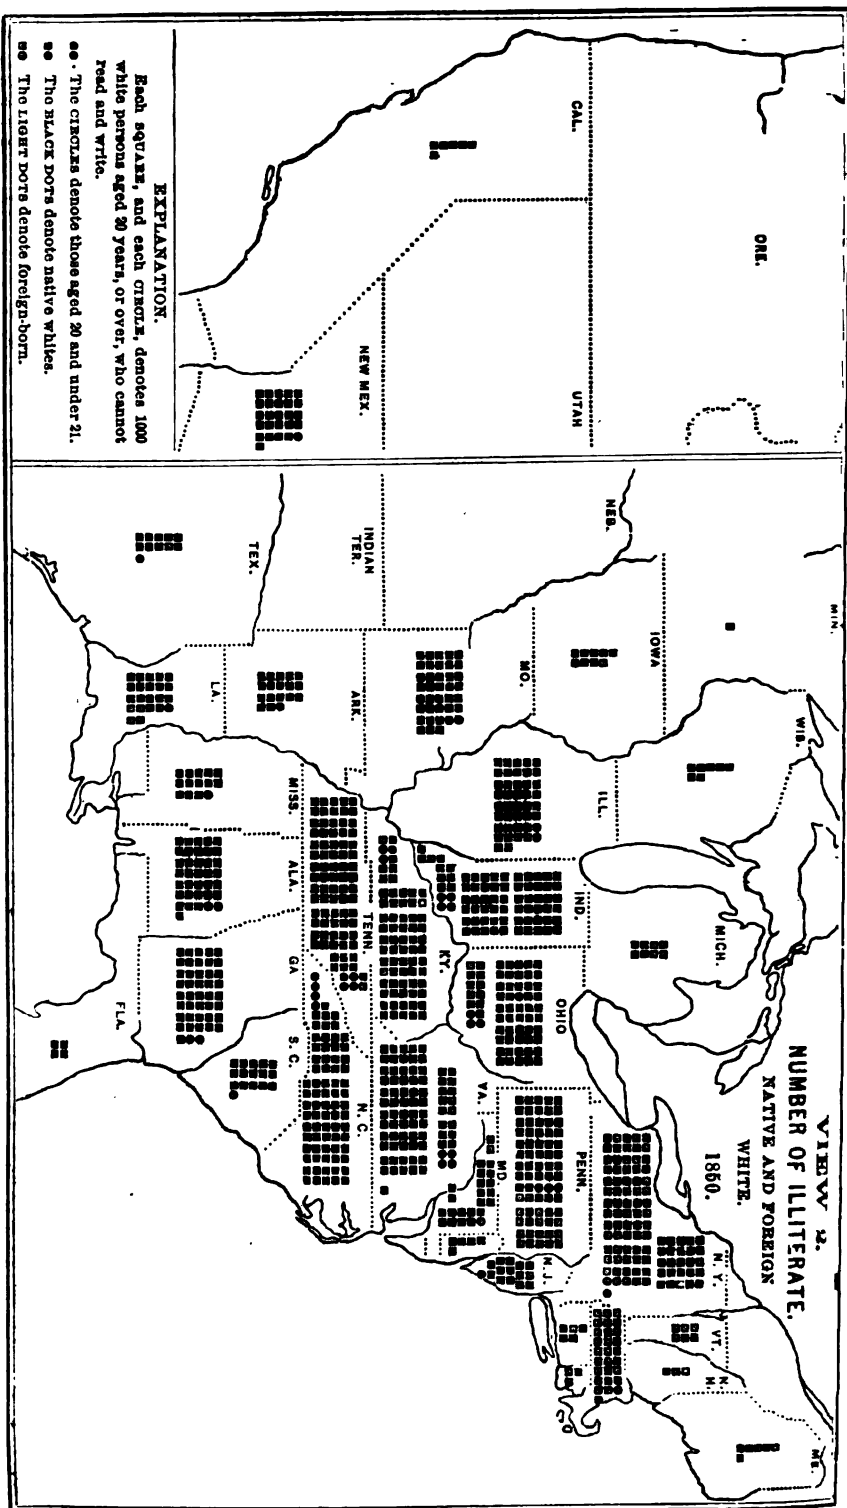 VIEW 2.
NUMBER OF ILLITERATE.
NATIVE AND FOREIGN
WHITE.
1850.
ORE.
CAL.
UTAH
NEW MEX.
MIN.
NEB.
INDIAN
TER.
TEX.
IOWA
MO.
ARK.
LA.
WIS.
ILL.
MISS.
ALA.
TENN.
KY.
IND.
MICH.
OHIO
GA
FLA.
S. C.
N. C.
VA.
MD.
PENN.
N. J.
N. Y.
VT.
N.
H.
ME.
EXPLANATION.
Each SQUARE, and each CIRCLE, denotes 1000
white persons aged 20 years, or over, who cannot
read and write.
The CIRCLES denote those aged 20 and under 21.
The BLACK DOTS denote native whites.
The LIGHT DOTS denote foreign-born.